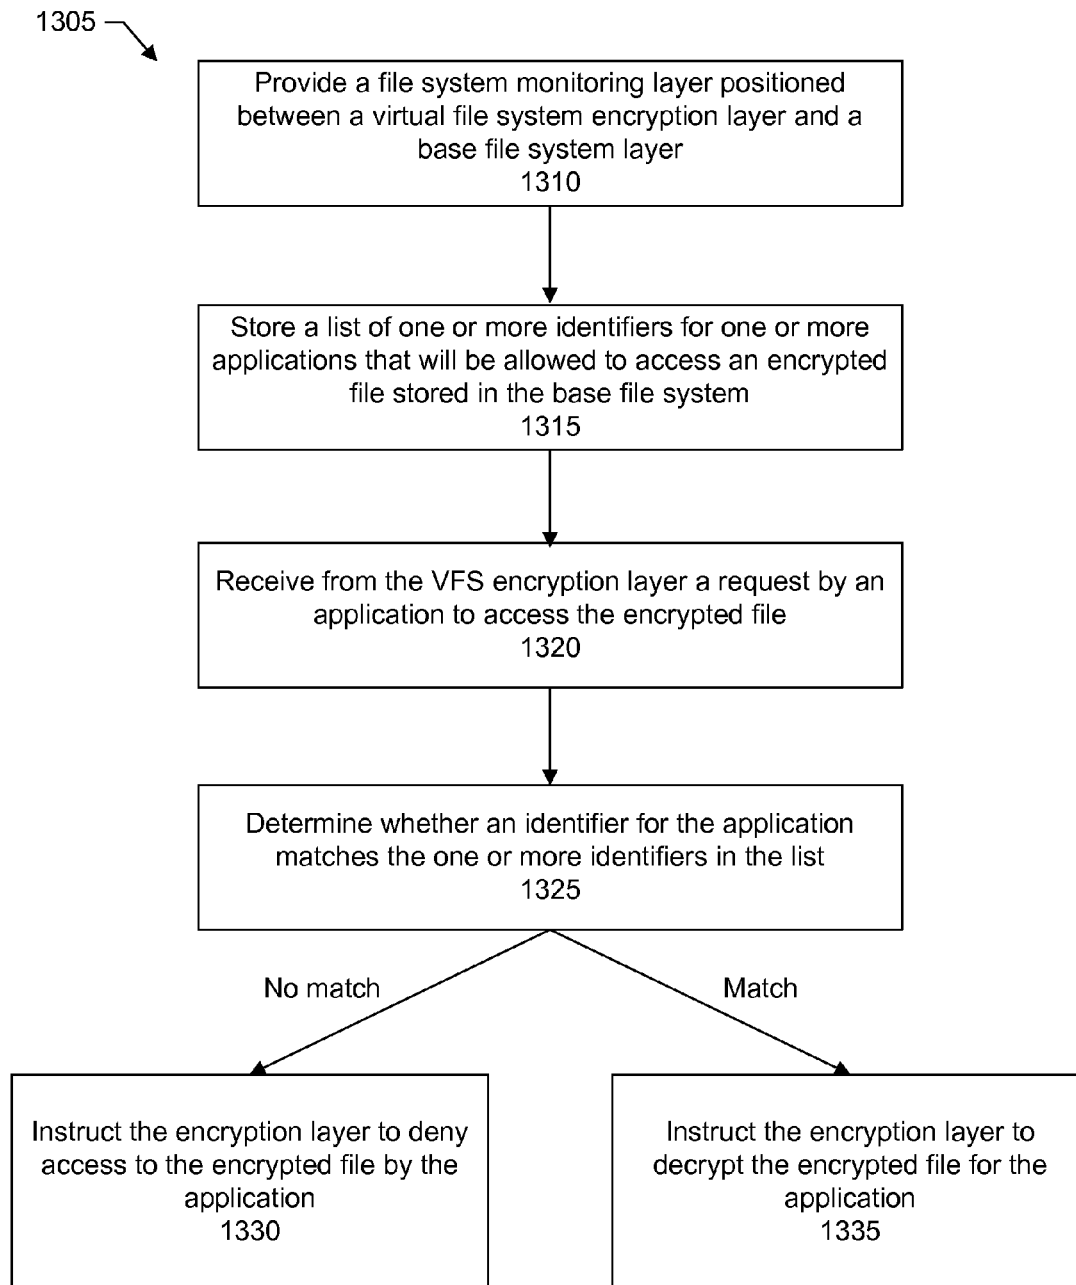 1305
Provide a file system monitoring layer positioned
between a virtual file system encryption layer and a
base file system layer
1310
Store a list of one or more identifiers for one or more
applications that will be allowed to access an encrypted
file stored in the base file system
1315
Receive from the VFS encryption layer a request by an
application to access the encrypted file
1320
Determine whether an identifier for the application
matches the one or more identifiers in the list
1325
No match
Match
Instruct the encryption layer to deny
access to the encrypted file by the
application
1330
Instruct the encryption layer to
decrypt the encrypted file for the
application
1335